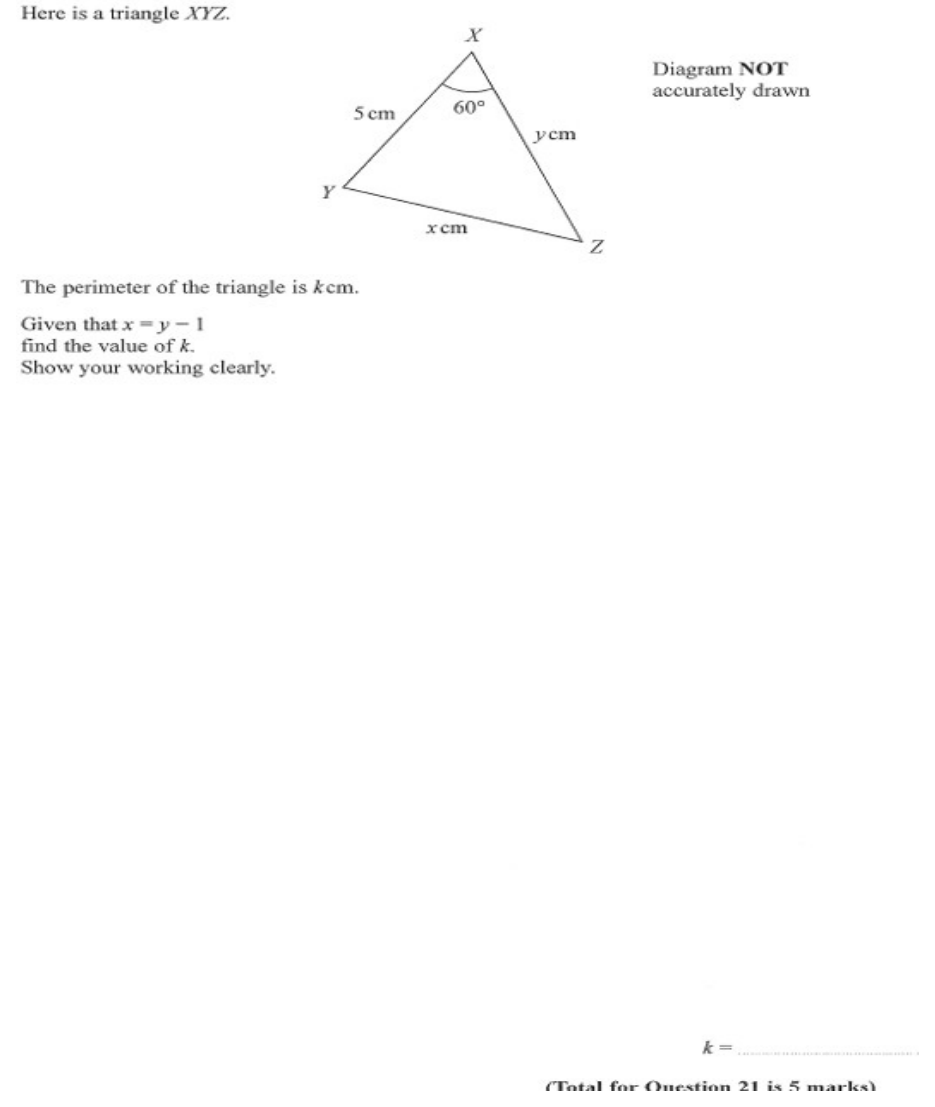 Here is a triangle XYZ.
X
Diagram NOT
accurately drawn
5 cm
60°
y cm
Y
x cm
Z
The perimeter of the triangle is k cm.
Given that x = y − 1
find the value of k.
Show your working clearly.
k = ............................................ .
(Total for Question 21 is 5 marks)